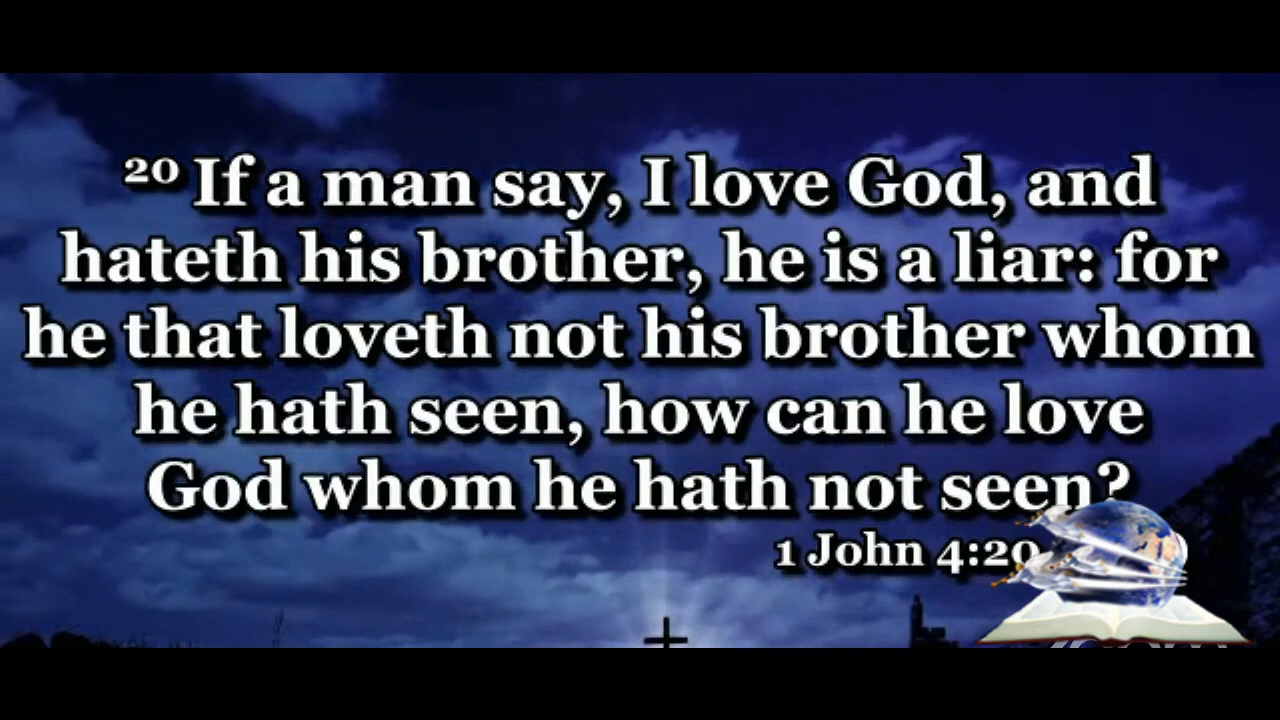 ²⁰ If a man say, I love God, and
hateth his brother, he is a liar: for
he that loveth not his brother whom
he hath seen, how can he love
God whom he hath not seen?
1 John 4:20